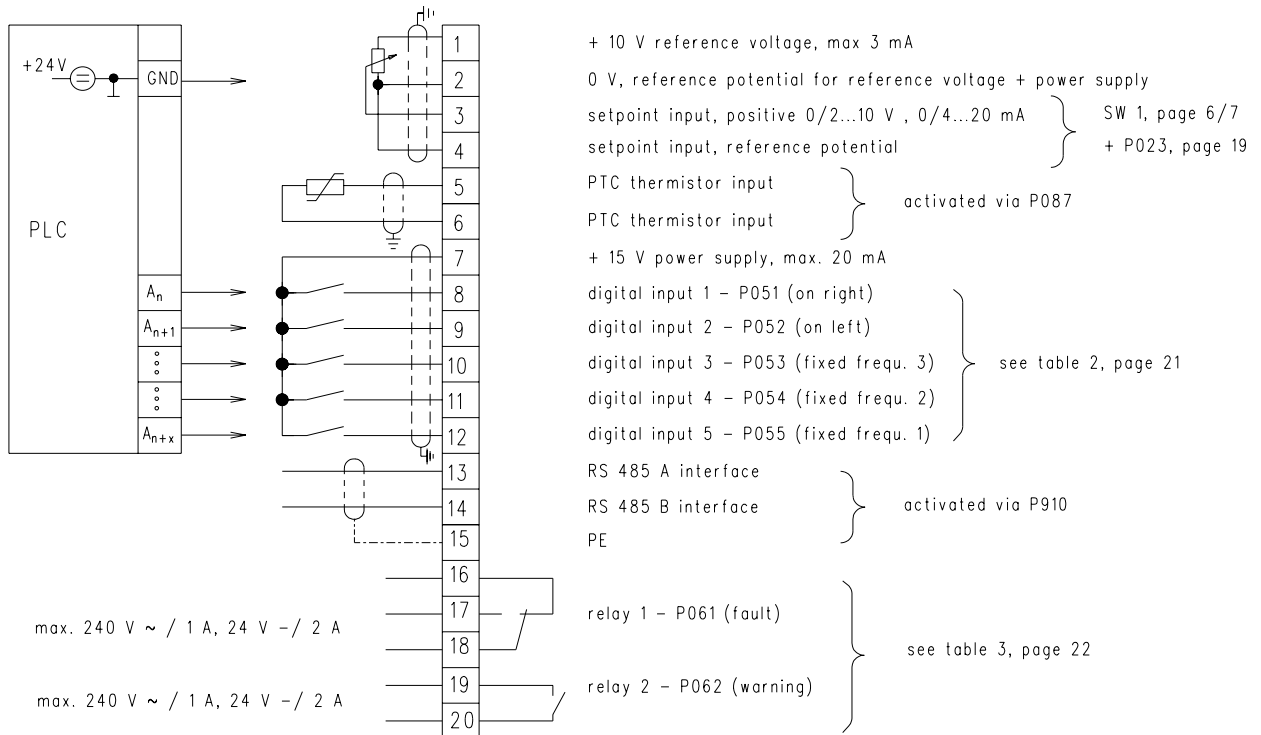 +24V
GND
PLC
An
An+1
An+x
1 + 10 V reference voltage, max 3 mA
2 0 V, reference potential for reference voltage + power supply
3 setpoint input, positive 0/2...10 V , 0/4...20 mA
4 setpoint input, reference potential
SW 1, page 6/7
+ P023, page 19
5 PTC thermistor input
6 PTC thermistor input
activated via P087
7 + 15 V power supply, max. 20 mA
8 digital input 1 – P051 (on right)
9 digital input 2 – P052 (on left)
10 digital input 3 – P053 (fixed frequ. 3)
11 digital input 4 – P054 (fixed frequ. 2)
12 digital input 5 – P055 (fixed frequ. 1)
see table 2, page 21
13 RS 485 A interface
14 RS 485 B interface
15 PE
activated via P910
16
17 relay 1 – P061 (fault)
18
max. 240 V ~ / 1 A, 24 V –/ 2 A
19 relay 2 – P062 (warning)
20
max. 240 V ~ / 1 A, 24 V –/ 2 A
see table 3, page 22